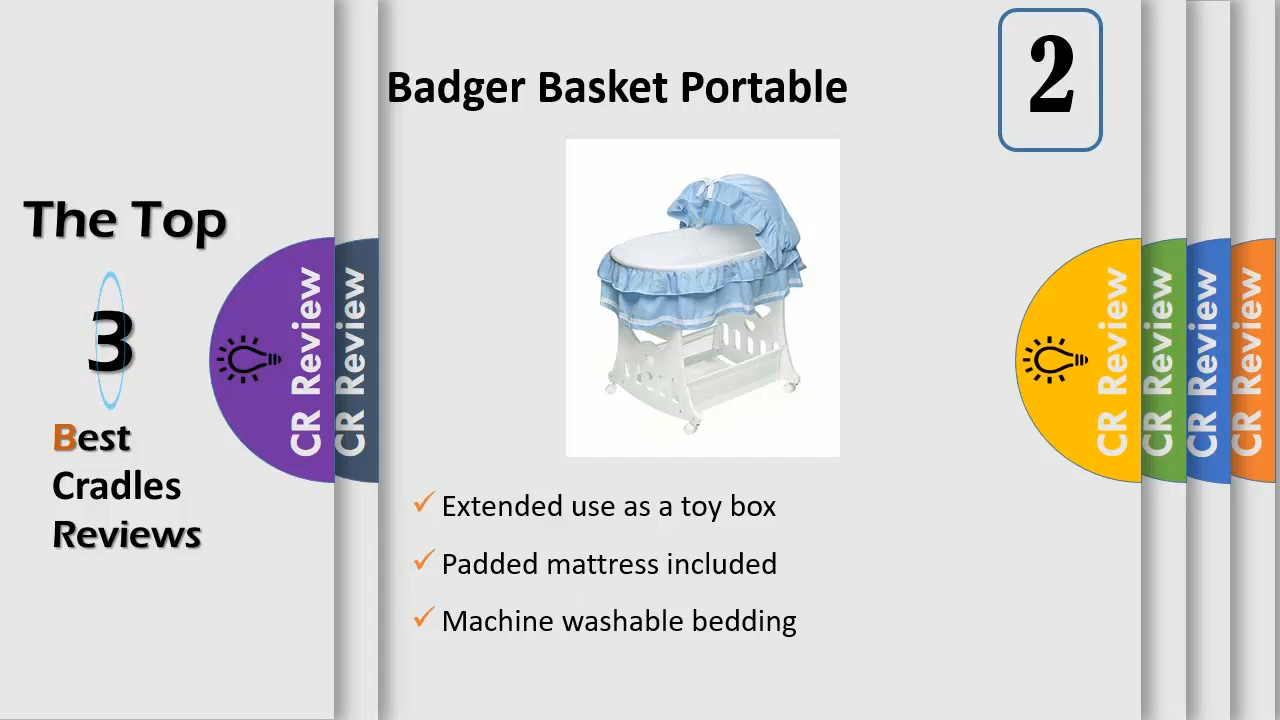 The Top
3
Best
Cradles
Reviews
CR Review
CR Review
Badger Basket Portable
2
Extended use as a toy box
Padded mattress included
Machine washable bedding
CR Review
CR Review
CR Review
CR Review